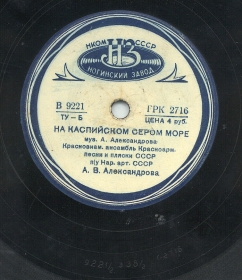 НКОМ СССР
НЗ
НОГИНСКИЙ ЗАВОД
В 9221 ГРК 2716
ТУ — Б ЦЕНА 4 руб.
НА КАСПИЙСКОМ СЕРОМ МОРЕ
муз. А. Александрова
Краснознам. ансамбль Красноарм.
песни и пляски СССР
п/у Нар. арт. СССР
А. В. Александрова